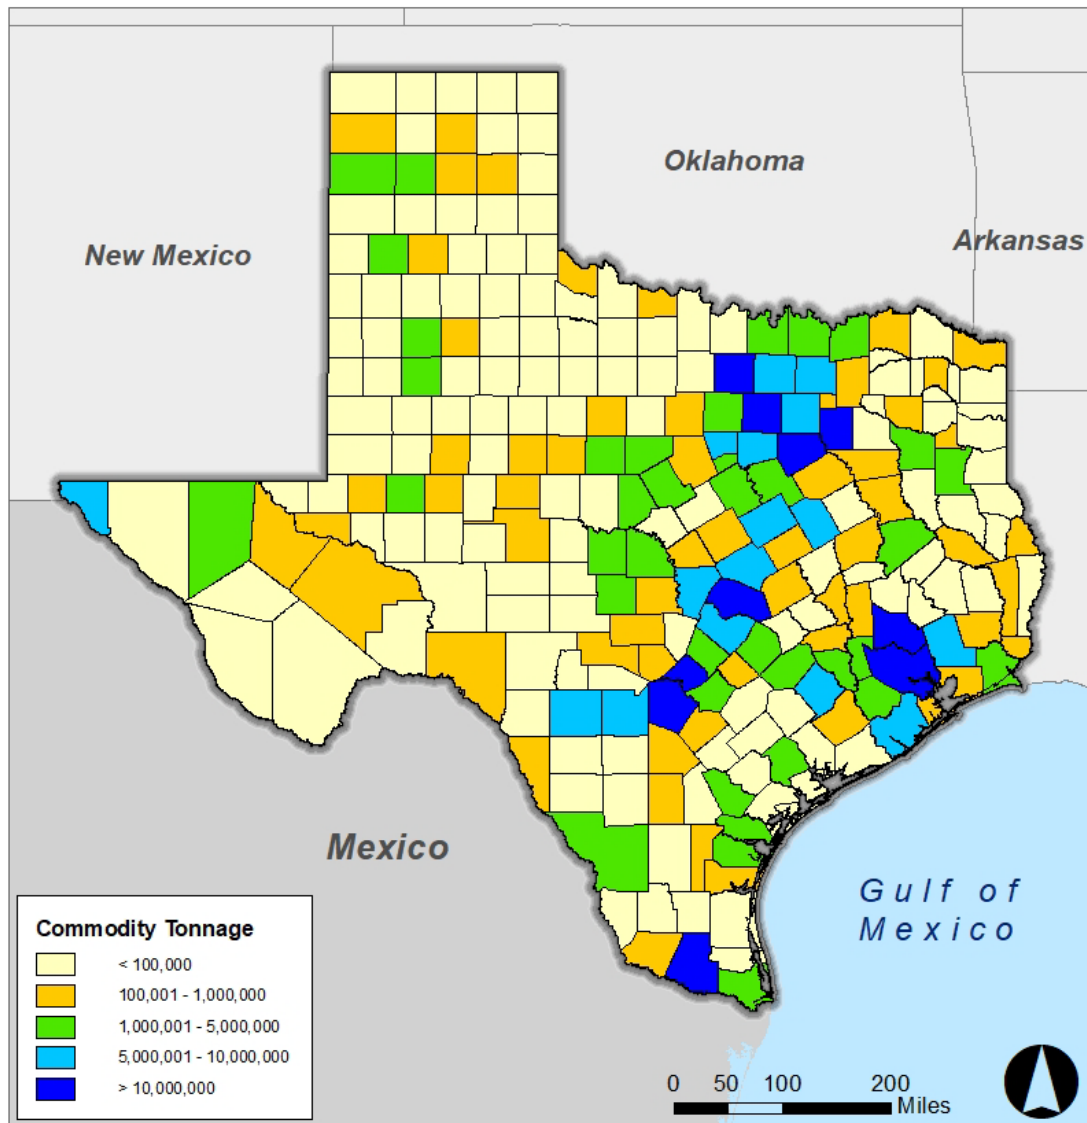 Oklahoma
New Mexico
Arkansas
Mexico
Gulf of
Mexico
Commodity Tonnage
< 100,000
100,001 - 1,000,000
1,000,001 - 5,000,000
5,000,001 - 10,000,000
> 10,000,000
0 50 100 200
Miles